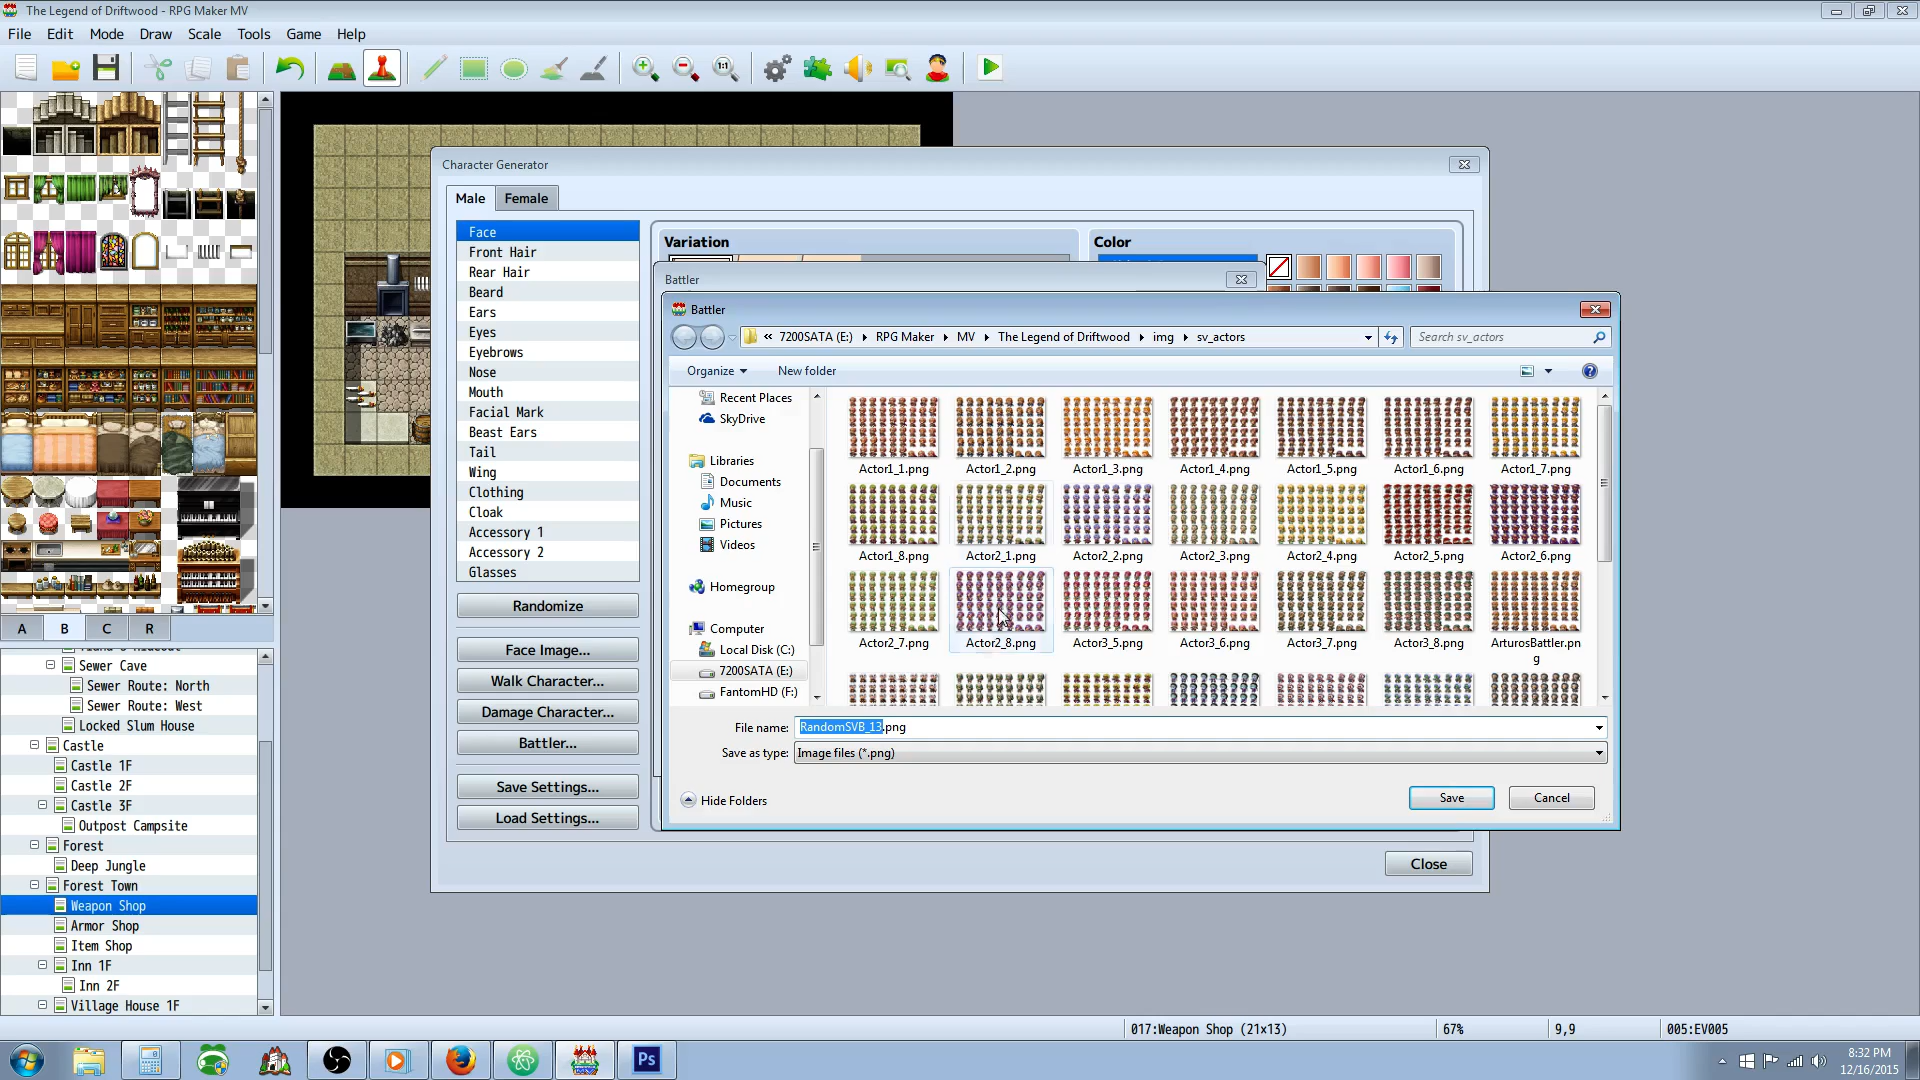 The Legend of Driftwood - RPG Maker MV
File Edit Mode Draw Scale Tools Game Help
1:1
Character Generator
Male Female
Face
Front Hair
Rear Hair
Beard
Ears
Eyes
Eyebrows
Nose
Mouth
Facial Mark
Beast Ears
Tail
Wing
Clothing
Cloak
Accessory 1
Accessory 2
Glasses
Randomize
Face Image...
Walk Character...
Damage Character...
Battler...
Save Settings...
Load Settings...
Variation
Color
Battler
Battler
« 7200SATA (E:) RPG Maker MV The Legend of Driftwood img sv_actors
Search sv_actors
Organize New folder
Recent Places
SkyDrive
Libraries
Documents
Music
Pictures
Videos
Homegroup
Computer
Local Disk (C:)
7200SATA (E:)
FantomHD (F:)
Actor1_1.png Actor1_2.png Actor1_3.png Actor1_4.png Actor1_5.png Actor1_6.png Actor1_7.png
Actor1_8.png Actor2_1.png Actor2_2.png Actor2_3.png Actor2_4.png Actor2_5.png Actor2_6.png
Actor2_7.png Actor2_8.png Actor3_5.png Actor3_6.png Actor3_7.png Actor3_8.png ArturosBattler.pn
g
File name: RandomSVB_13.png
Save as type: Image files (*.png)
Hide Folders
Save Cancel
Close
A B C R
Sewer Cave
Sewer Route: North
Sewer Route: West
Locked Slum House
Castle
Castle 1F
Castle 2F
Castle 3F
Outpost Campsite
Forest
Deep Jungle
Forest Town
Weapon Shop
Armor Shop
Item Shop
Inn 1F
Inn 2F
Village House 1F
017:Weapon Shop (21x13) 67% 9,9 005:EV005
Ps
8:32 PM
12/16/2015